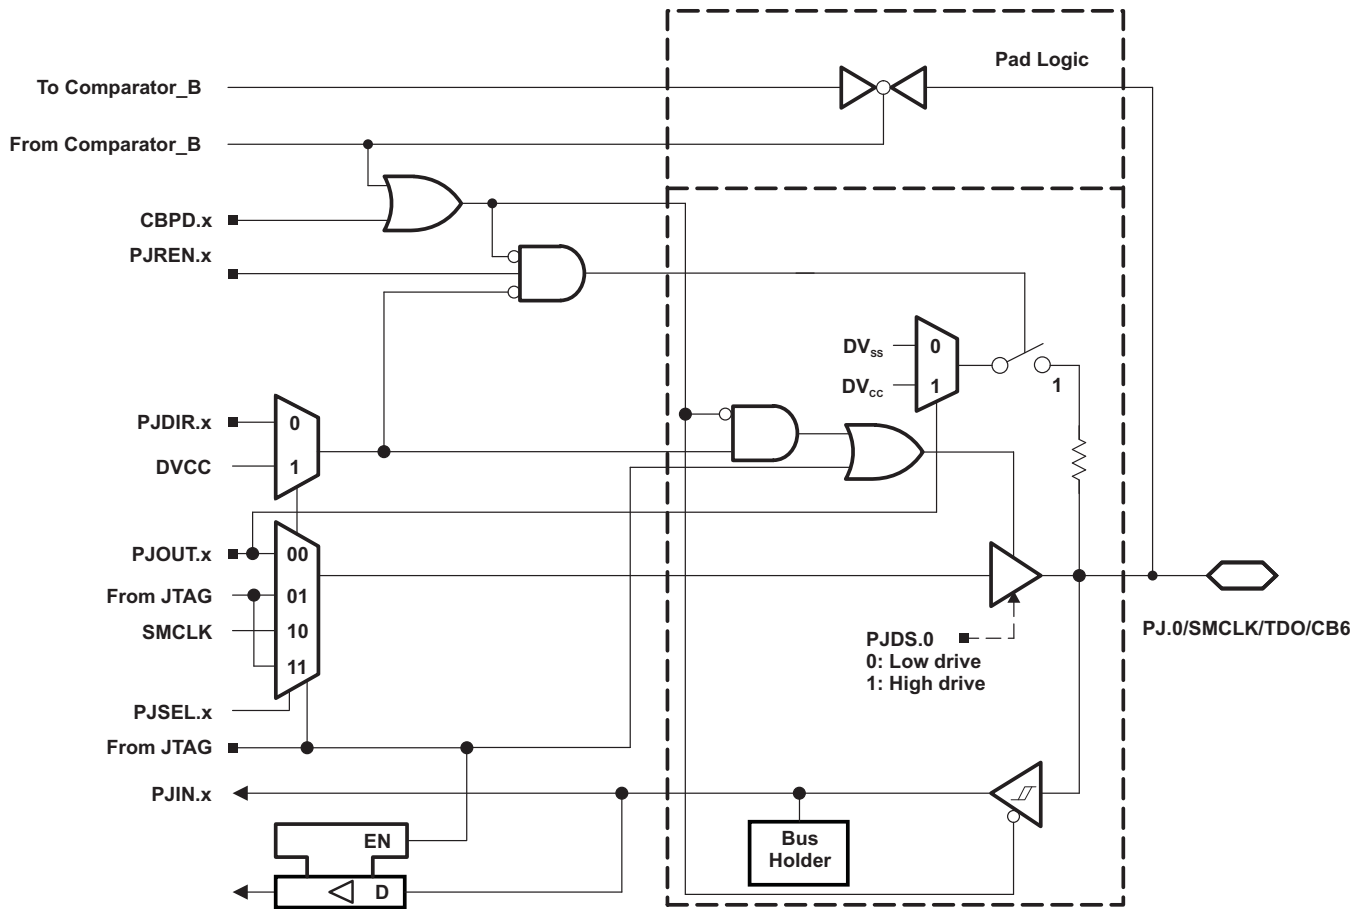 Pad Logic
To Comparator_B
From Comparator_B
CBPD.x
PJREN.x
DVSS
0
DVCC
1
1
PJDIR.x
0
DVCC
1
PJOUT.x
00
From JTAG
01
SMCLK
10
11
PJDS.0
0: Low drive
1: High drive
PJ.0/SMCLK/TDO/CB6
PJSEL.x
From JTAG
PJIN.x
Bus
Holder
EN
D